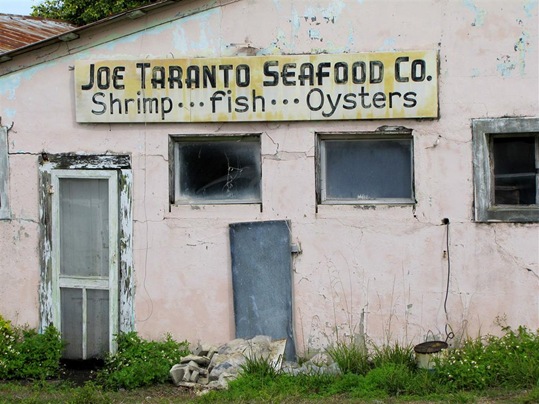 JOE TARANTO SEAFOOD CO.
Shrimp...fish...Oysters